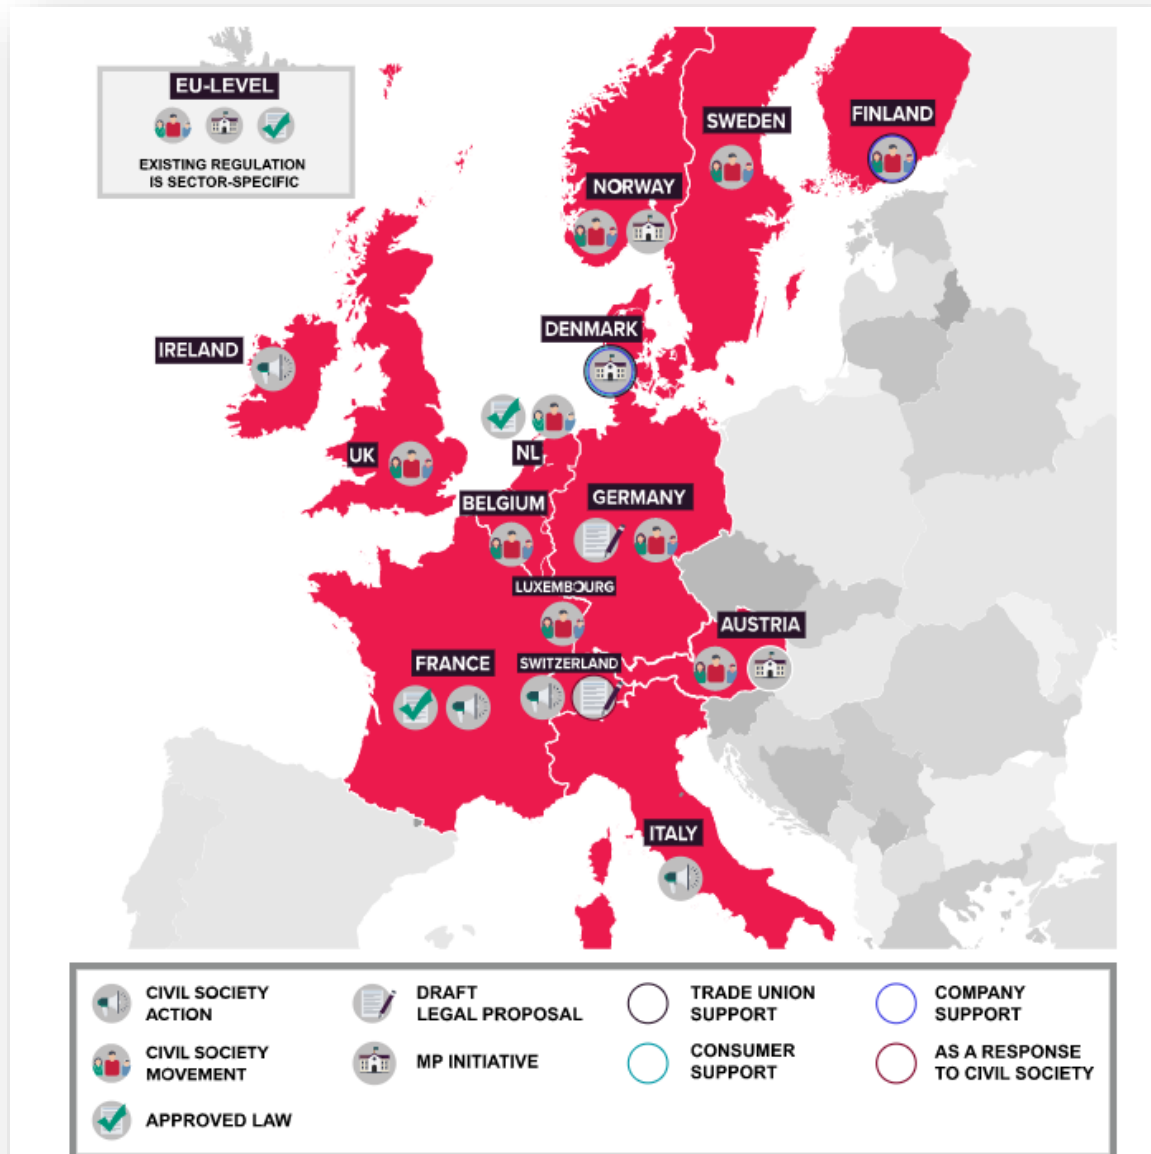 EU-LEVEL
EXISTING REGULATION
IS SECTOR-SPECIFIC
SWEDEN
FINLAND
NORWAY
DENMARK
IRELAND
NL
UK
BELGIUM
GERMANY
LUXEMBOURG
AUSTRIA
FRANCE
SWITZERLAND
ITALY
CIVIL SOCIETY
ACTION
DRAFT
LEGAL PROPOSAL
TRADE UNION
SUPPORT
COMPANY
SUPPORT
CIVIL SOCIETY
MOVEMENT
MP INITIATIVE
CONSUMER
SUPPORT
AS A RESPONSE
TO CIVIL SOCIETY
APPROVED LAW